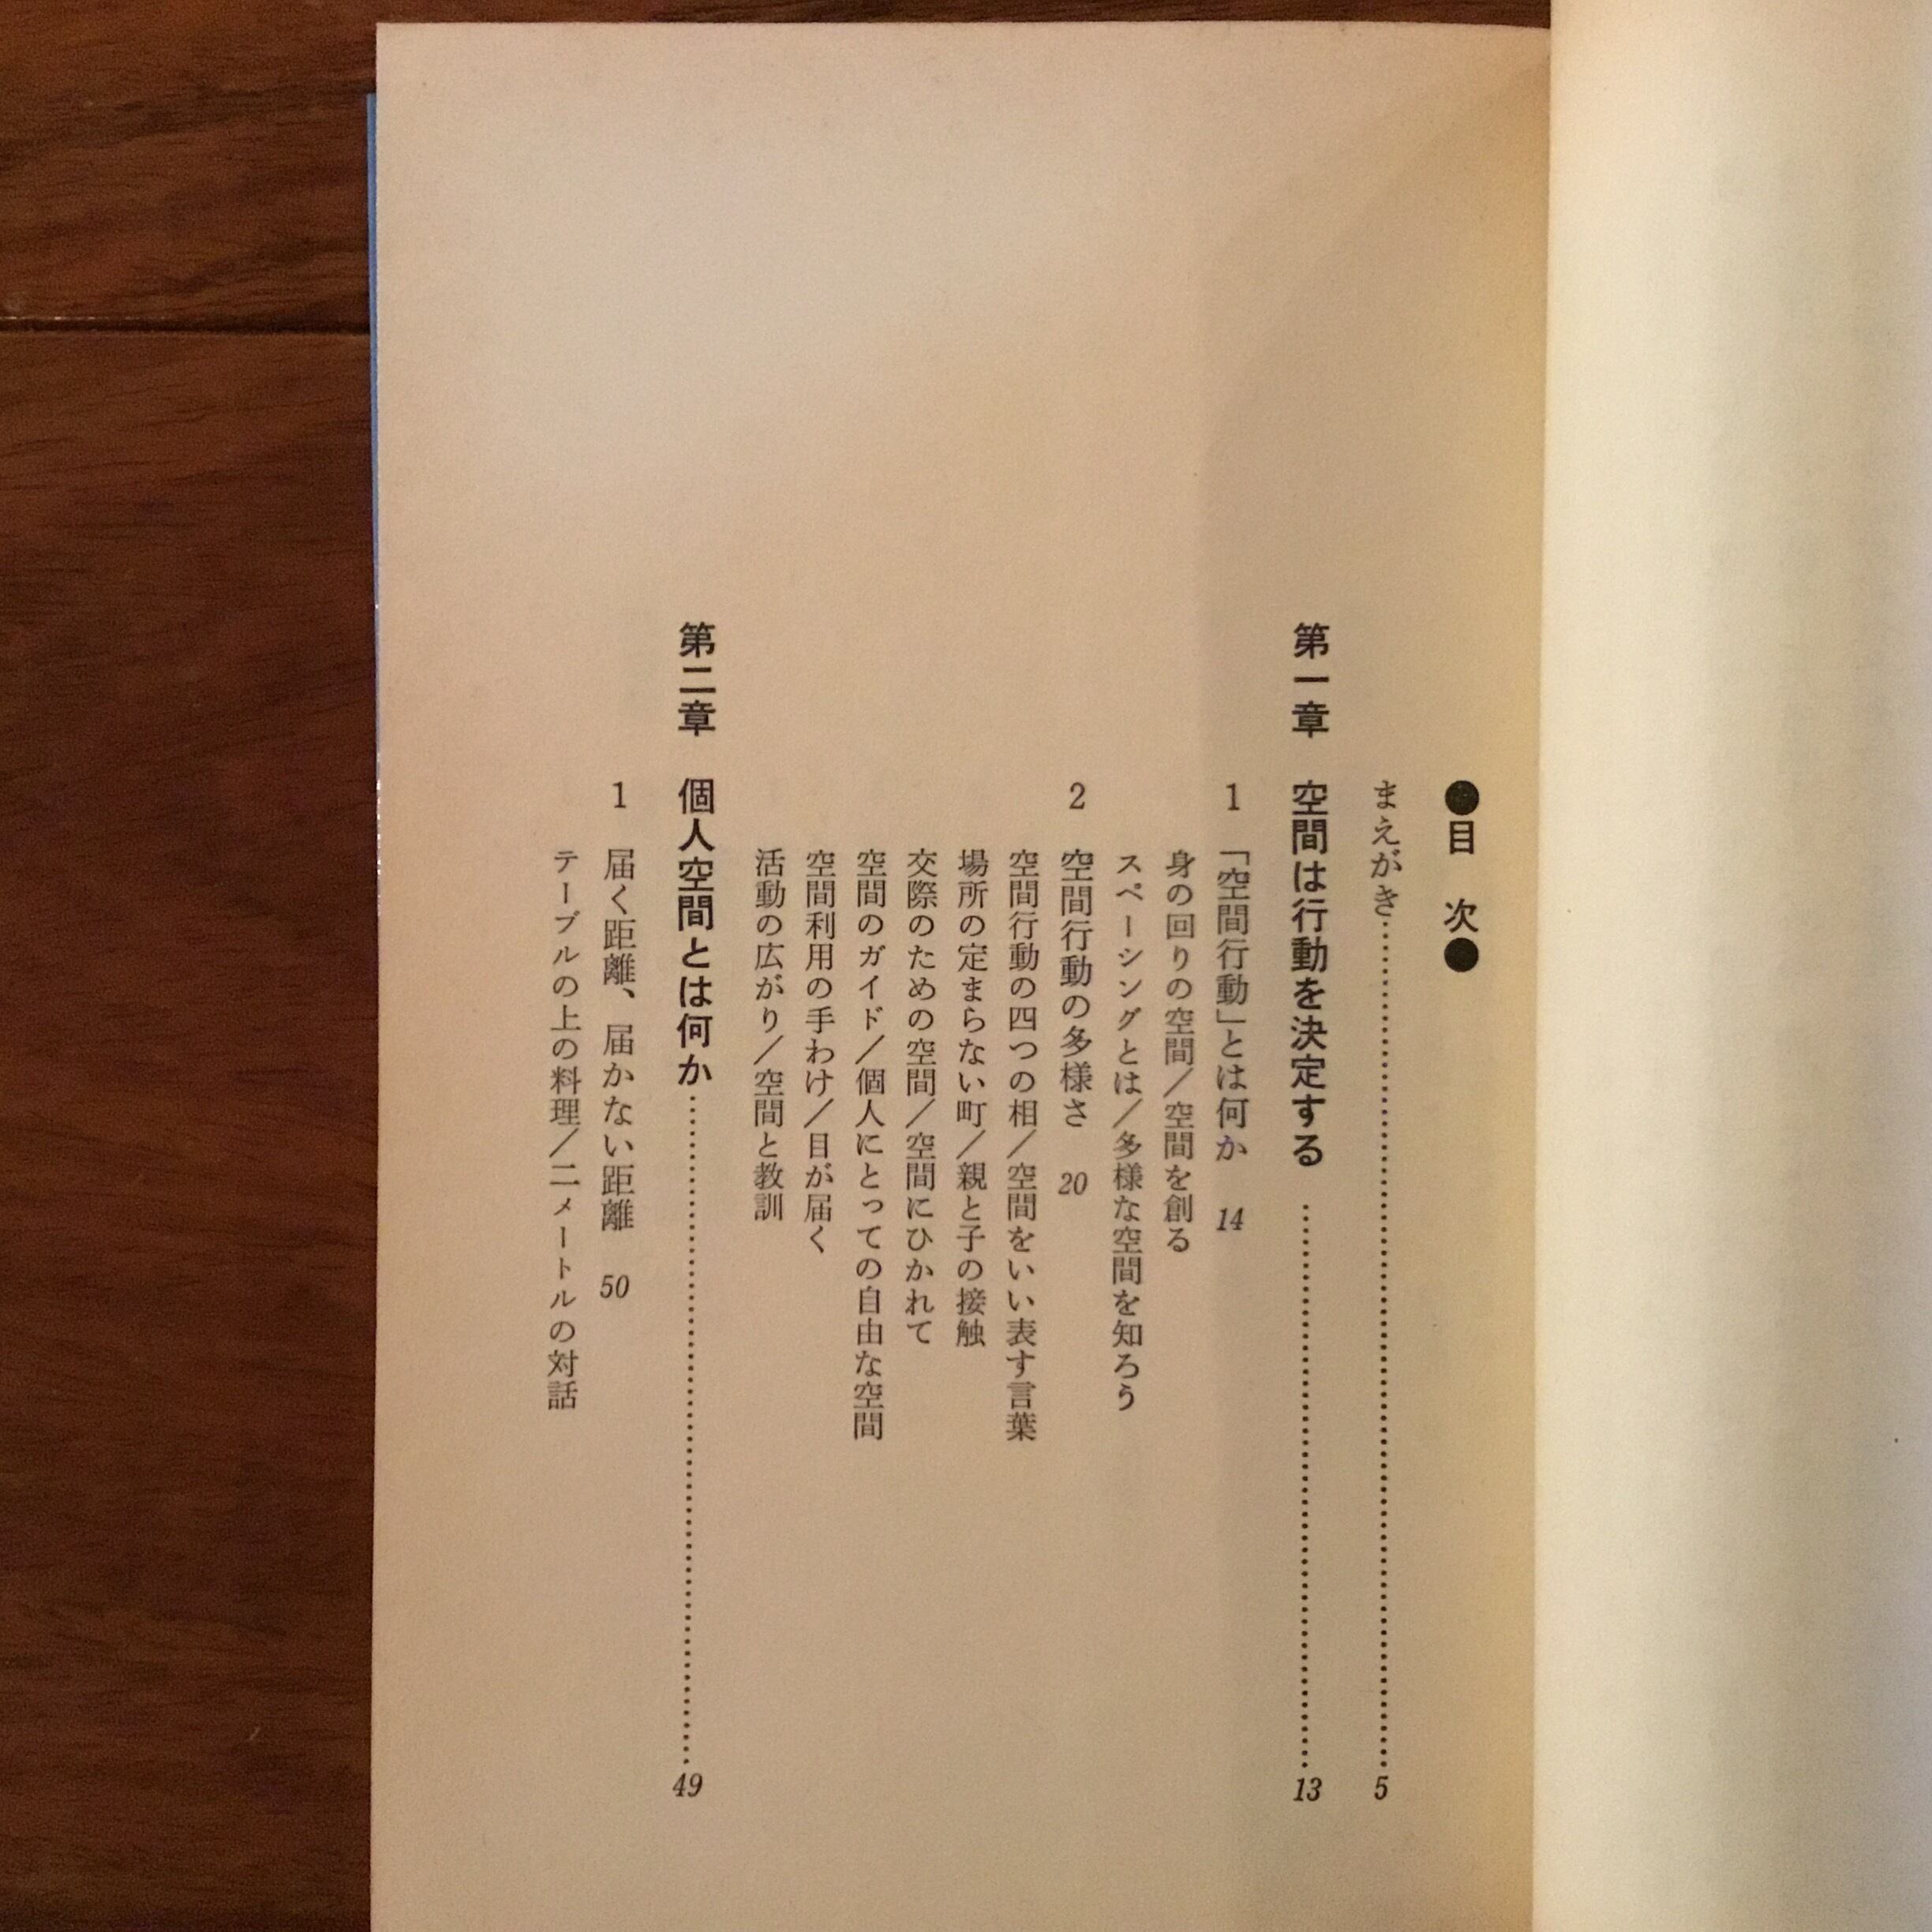 ●目　次●
まえがき……………………5
第一章　空間は行動を決定する……………………13
1　「空間行動」とは何か　14
身の回りの空間／空間を創る
スペーシングとは／多様な空間を知ろう
2　空間行動の多様さ　20
空間行動の四つの相／空間をいい表す言葉
場所の定まらない町／親と子の接触
交際のための空間／空間にひかれて
空間のガイド／個人にとっての自由な空間
空間利用の手わけ／目が届く
活動の広がり／空間と教訓
第二章　個人空間とは何か……………………49
1　届く距離、届かない距離　50
テーブルの上の料理／二メートルの対話